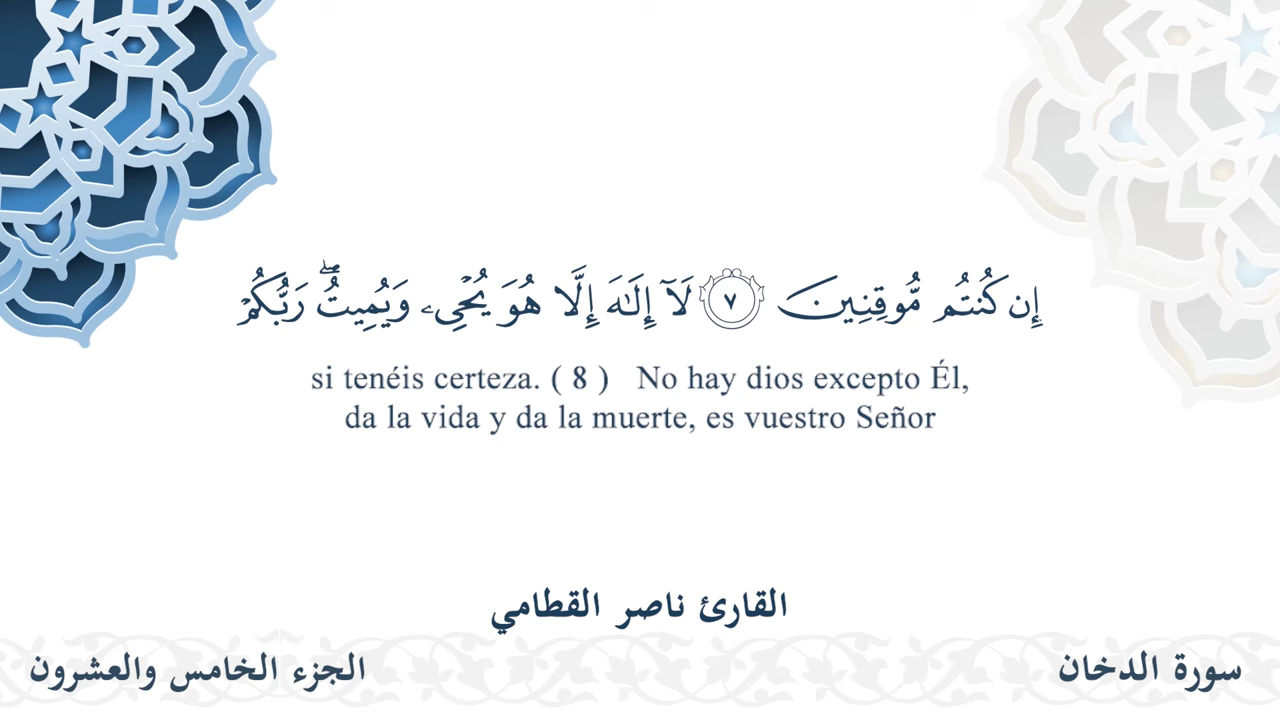 إِن كُنتُم مُّوقِنِينَ ٧ لَآ إِلَـٰهَ إِلَّا هُوَ يُحْىِۦ وَيُمِيتُ ۖ رَبُّكُمْ
si tenéis certeza. ( 8 ) No hay dios excepto Él,
da la vida y da la muerte, es vuestro Señor
القارئ ناصر القطامي
سورة الدخان
الجزء الخامس والعشرون